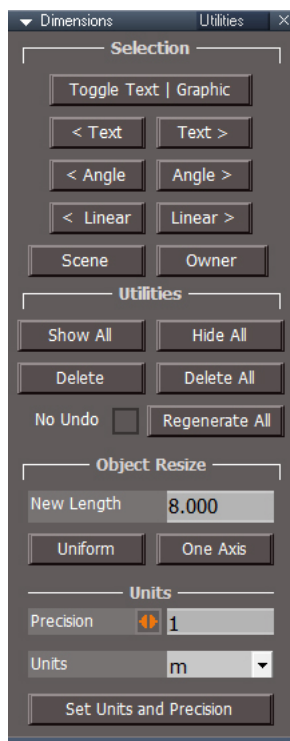 Dimensions Utilities
Selection
Toggle Text | Graphic
< Text Text >
< Angle Angle >
< Linear Linear >
Scene Owner
Utilities
Show All Hide All
Delete Delete All
No Undo Regenerate All
Object Resize
New Length 8.000
Uniform One Axis
Units
Precision 1
Units m
Set Units and Precision